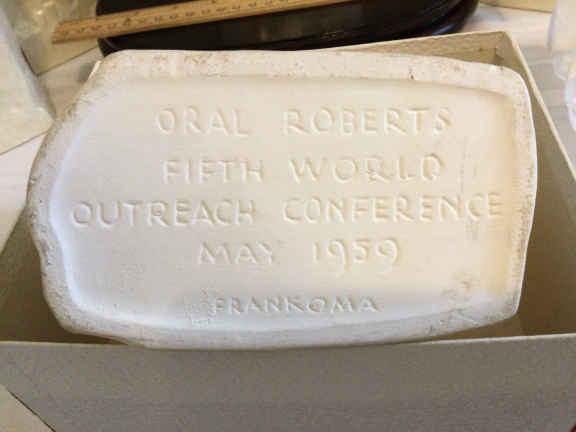 ORAL ROBERTS
FIFTH WORLD
OUTREACH CONFERENCE
MAY 1959
FRANKOMA